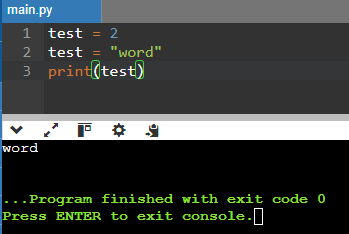 main.py
1 test = 2
2 test = "word"
3 print(test)
word
...Program finished with exit code 0
Press ENTER to exit console.